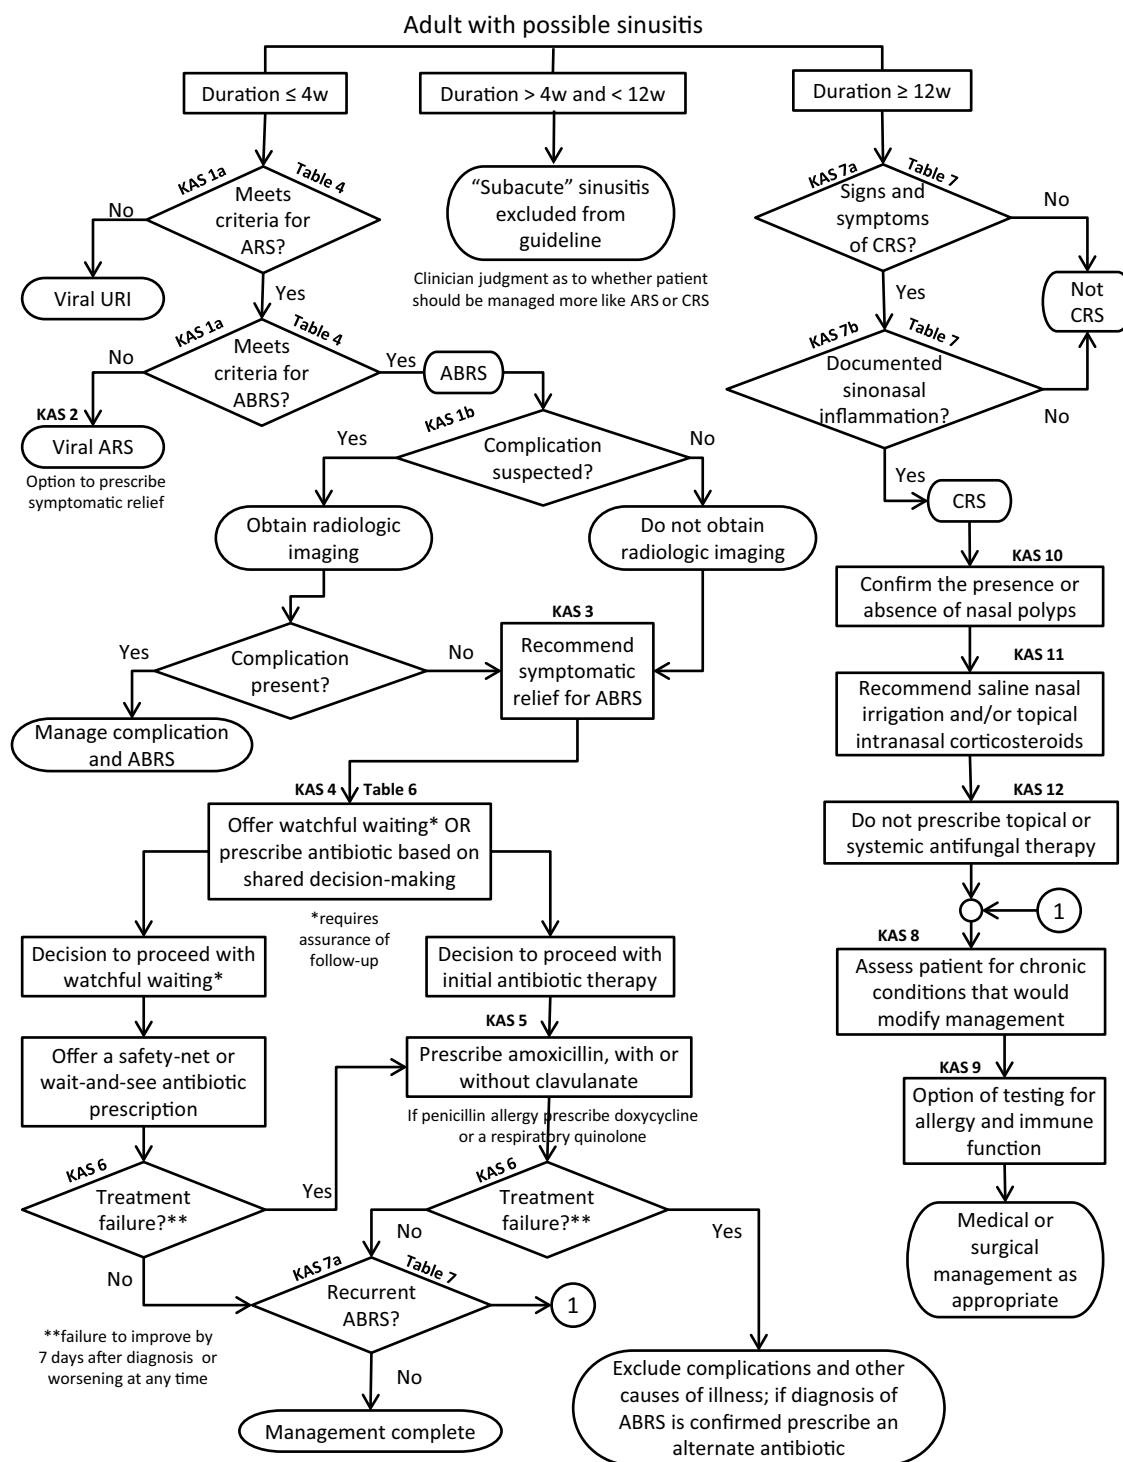 Adult with possible sinusitis
Duration ≤ 4w
Duration > 4w and < 12w
Duration ≥ 12w
KAS 1a
Table 4
Meets
criteria for
ARS?
No
Viral URI
Yes
"Subacute" sinusitis
excluded from
guideline
Clinician judgment as to whether patient
should be managed more like ARS or CRS
KAS 7a
Table 7
Signs and
symptoms
of CRS?
No
Not
CRS
Yes
KAS 1a
Table 4
Meets
criteria for
ABRS?
No
KAS 2
Viral ARS
Option to prescribe
symptomatic relief
Yes
ABRS
KAS 7b
Table 7
Documented
sinonasal
inflammation?
No
Yes
CRS
KAS 1b
Complication
suspected?
Yes
No
Obtain radiologic
imaging
Do not obtain
radiologic imaging
KAS 10
Confirm the presence or
absence of nasal polyps
Complication
present?
Yes
No
Manage complication
and ABRS
KAS 3
Recommend
symptomatic
relief for ABRS
KAS 11
Recommend saline nasal
irrigation and/or topical
intranasal corticosteroids
KAS 4
Table 6
Offer watchful waiting* OR
prescribe antibiotic based on
shared decision-making
*requires
assurance of
follow-up
KAS 12
Do not prescribe topical or
systemic antifungal therapy
1
Decision to proceed with
watchful waiting*
Decision to proceed with
initial antibiotic therapy
KAS 8
Assess patient for chronic
conditions that would
modify management
Offer a safety-net or
wait-and-see antibiotic
prescription
KAS 5
Prescribe amoxicillin, with or
without clavulanate
If penicillin allergy prescribe doxycycline
or a respiratory quinolone
KAS 9
Option of testing for
allergy and immune
function
KAS 6
Treatment
failure?**
Yes
No
KAS 6
Treatment
failure?**
No
Yes
Medical or
surgical
management as
appropriate
KAS 7a
Table 7
Recurrent
ABRS?
1
**failure to improve by
7 days after diagnosis or
worsening at any time
No
Management complete
Exclude complications and other
causes of illness; if diagnosis of
ABRS is confirmed prescribe an
alternate antibiotic